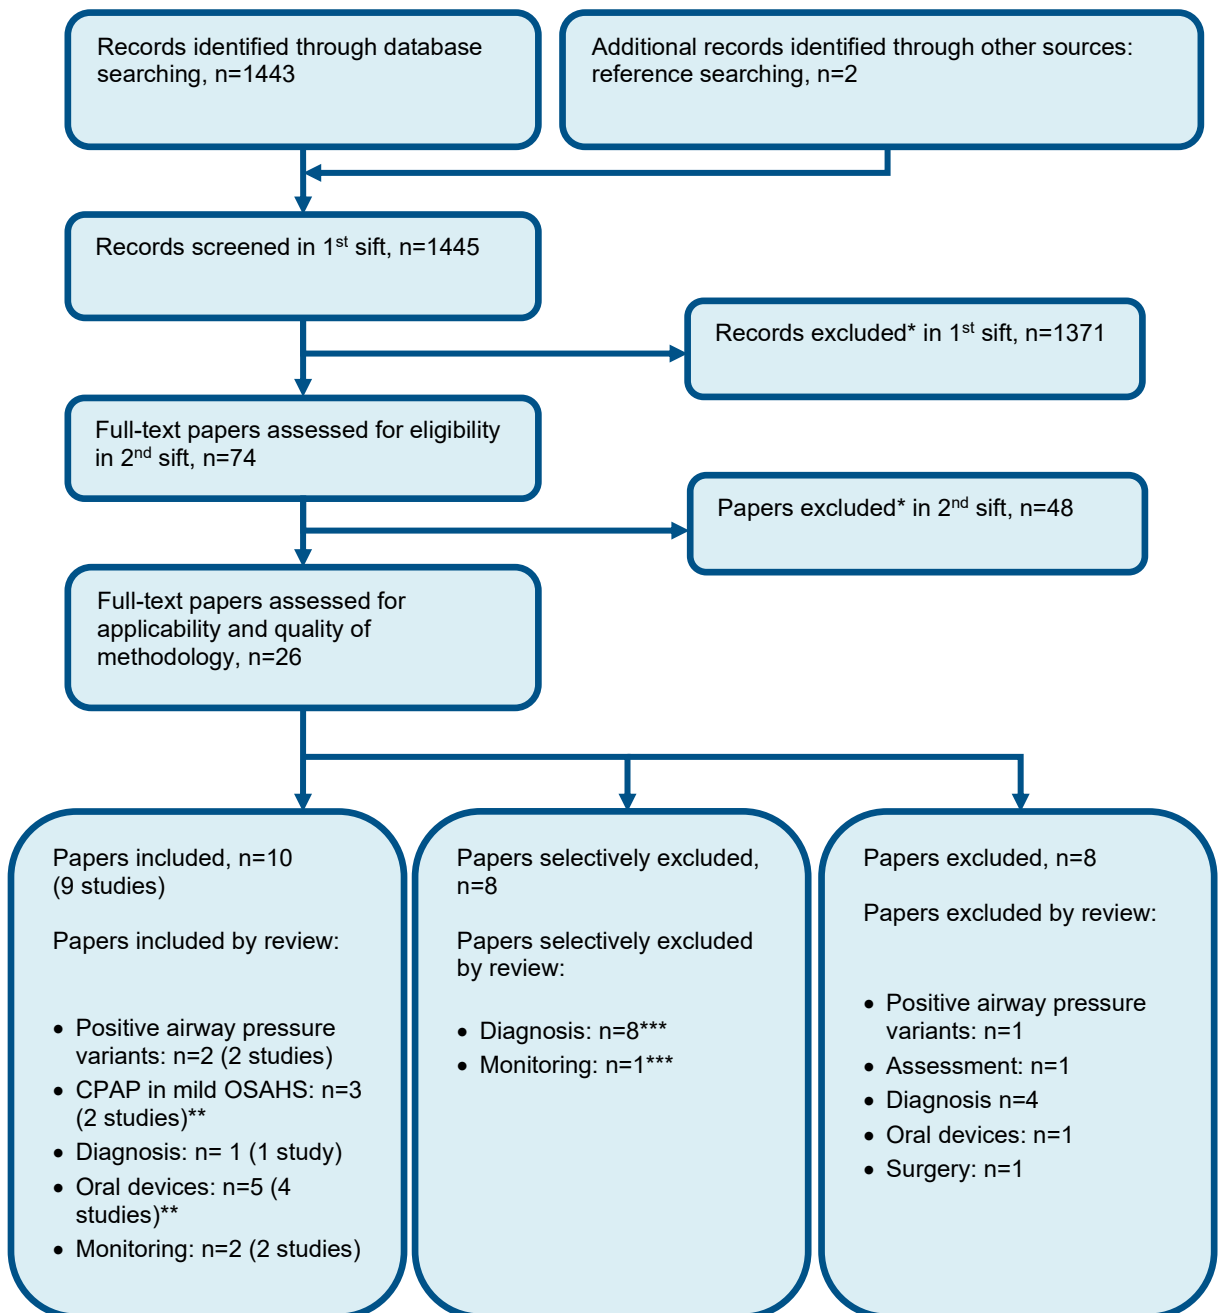 Records identified through database
searching, n=1443
Additional records identified through other sources:
reference searching, n=2
Records screened in 1st sift, n=1445
Records excluded* in 1st sift, n=1371
Full-text papers assessed for eligibility
in 2nd sift, n=74
Papers excluded* in 2nd sift, n=48
Full-text papers assessed for
applicability and quality of
methodology, n=26
Papers included, n=10
(9 studies)
Papers included by review:
• Positive airway pressure
variants: n=2 (2 studies)
• CPAP in mild OSAHS: n=3
(2 studies)**
• Diagnosis: n= 1 (1 study)
• Oral devices: n=5 (4
studies)**
• Monitoring: n=2 (2 studies)
Papers selectively excluded,
n=8
Papers selectively excluded
by review:
• Diagnosis: n=8***
• Monitoring: n=1***
Papers excluded, n=8
Papers excluded by review:
• Positive airway pressure
variants: n=1
• Assessment: n=1
• Diagnosis n=4
• Oral devices: n=1
• Surgery: n=1